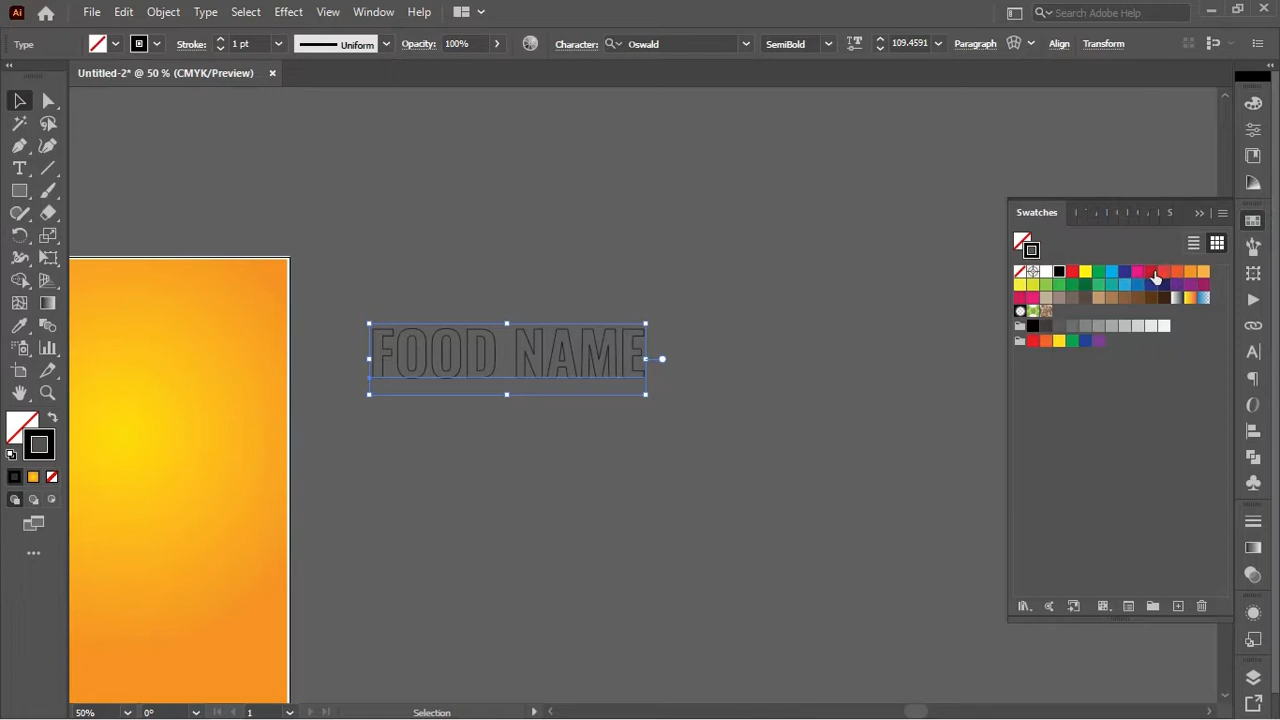 Ai File Edit Object Type Select Effect View Window Help Search Adobe Help
Type Stroke: 1 pt Uniform Opacity: 100% Character: Oswald SemiBold 109.4591 Paragraph Align Transform
Untitled-2* @ 50 % (CMYK/Preview)
Swatches
FOOD NAME
50% 0° 1 Selection